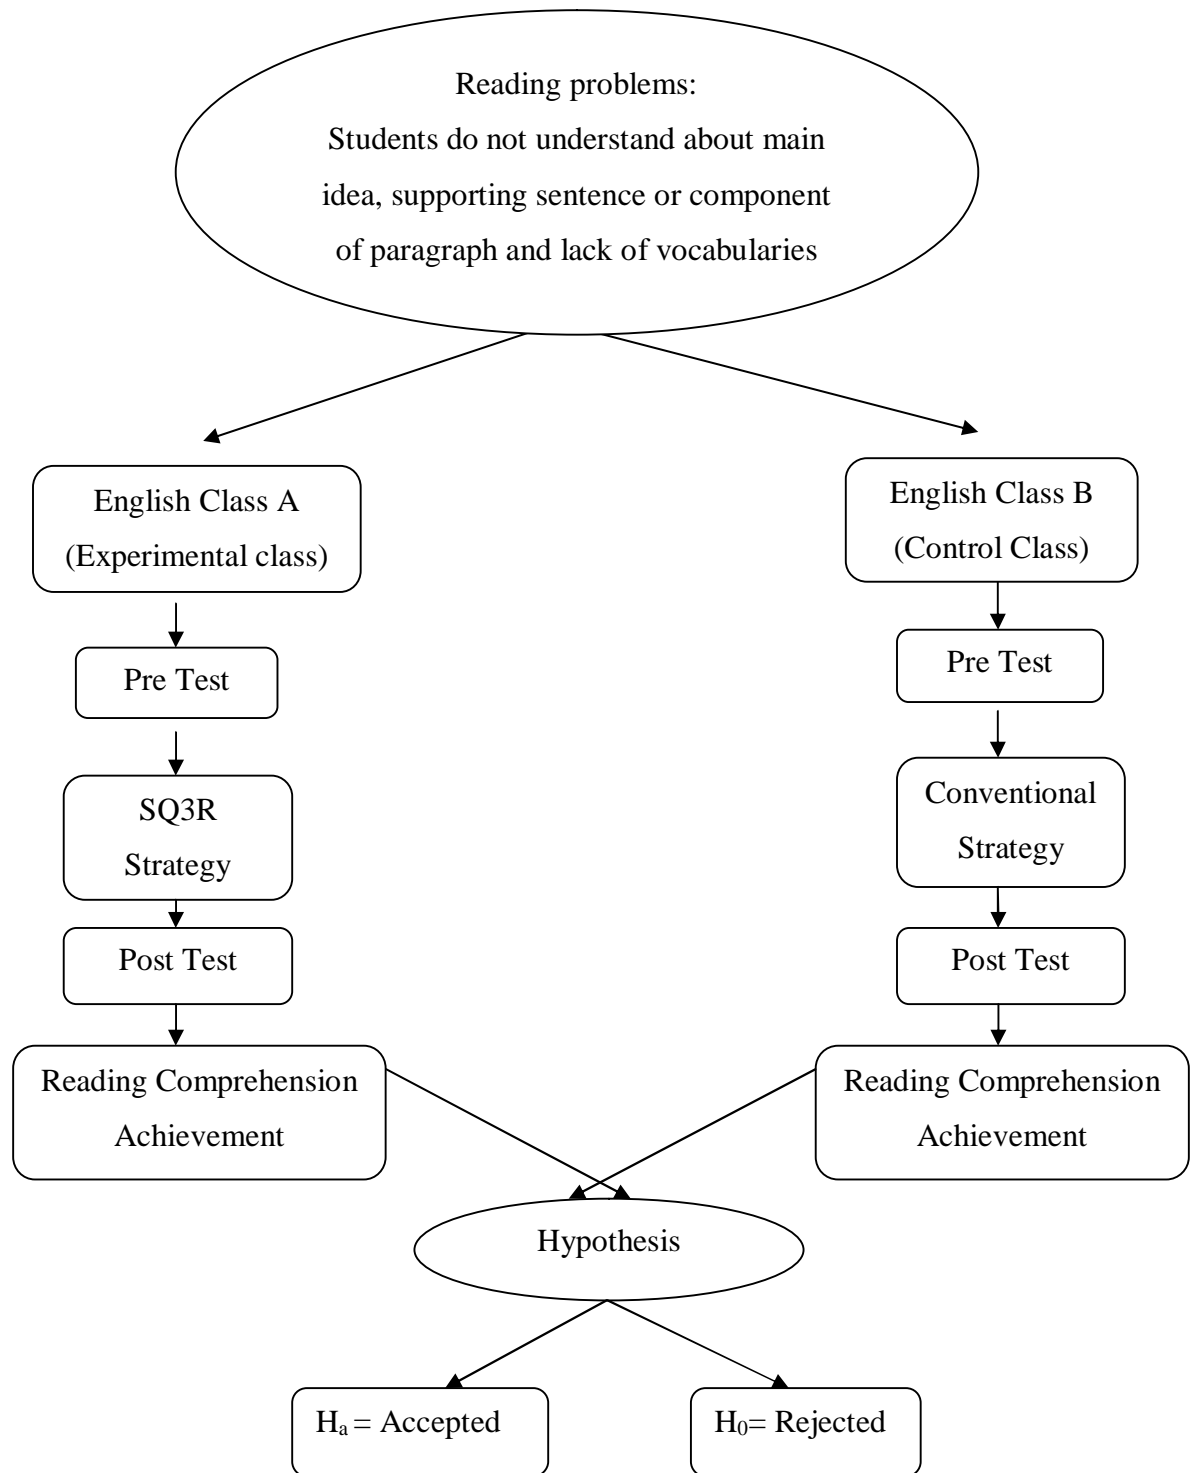 Reading problems:
Students do not understand about main
idea, supporting sentence or component
of paragraph and lack of vocabularies
English Class A
(Experimental class)
English Class B
(Control Class)
Pre Test
Pre Test
SQ3R
Strategy
Conventional
Strategy
Post Test
Post Test
Reading Comprehension
Achievement
Reading Comprehension
Achievement
Hypothesis
Hₐ = Accepted
H₀= Rejected